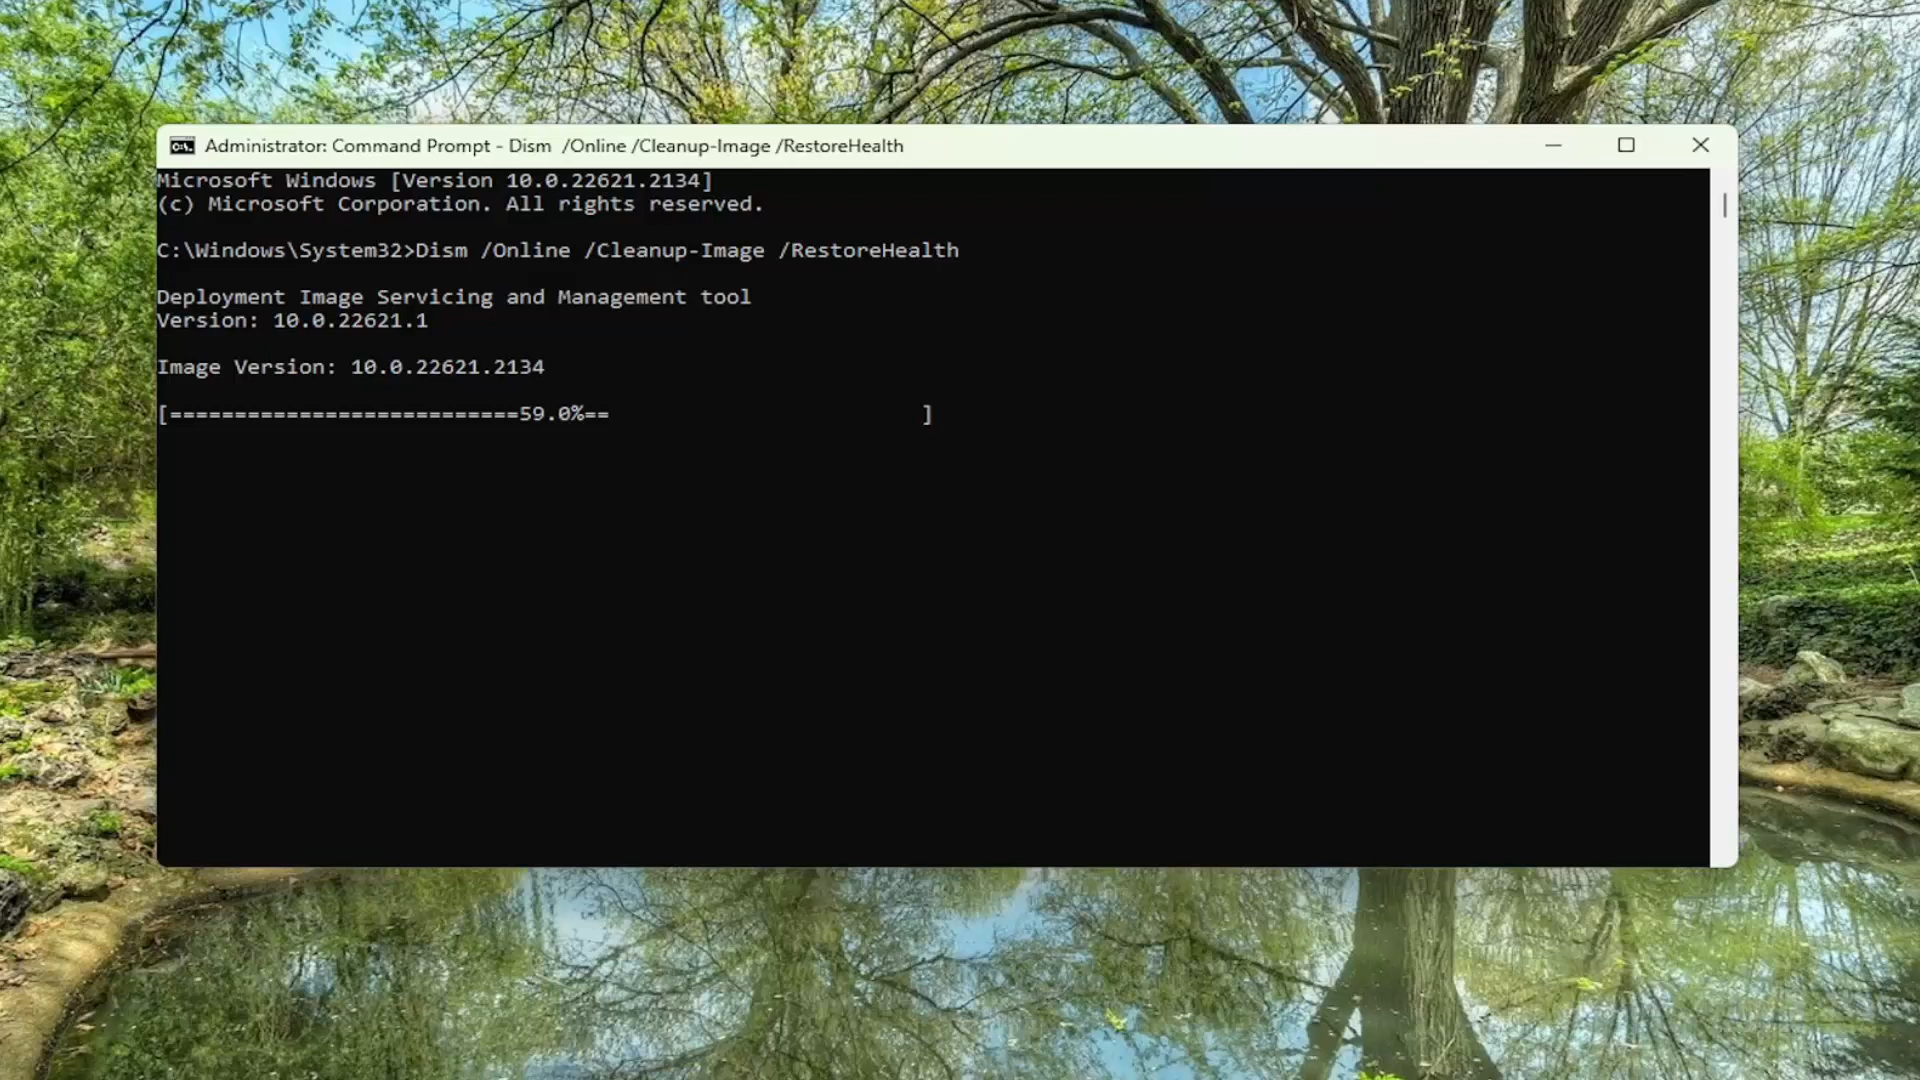 Administrator: Command Prompt - Dism  /Online /Cleanup-Image /RestoreHealth
Microsoft Windows [Version 10.0.22621.2134]
(c) Microsoft Corporation. All rights reserved.
C:\Windows\System32>Dism /Online /Cleanup-Image /RestoreHealth
Deployment Image Servicing and Management tool
Version: 10.0.22621.1
Image Version: 10.0.22621.2134
[===========================59.0%==                        ]